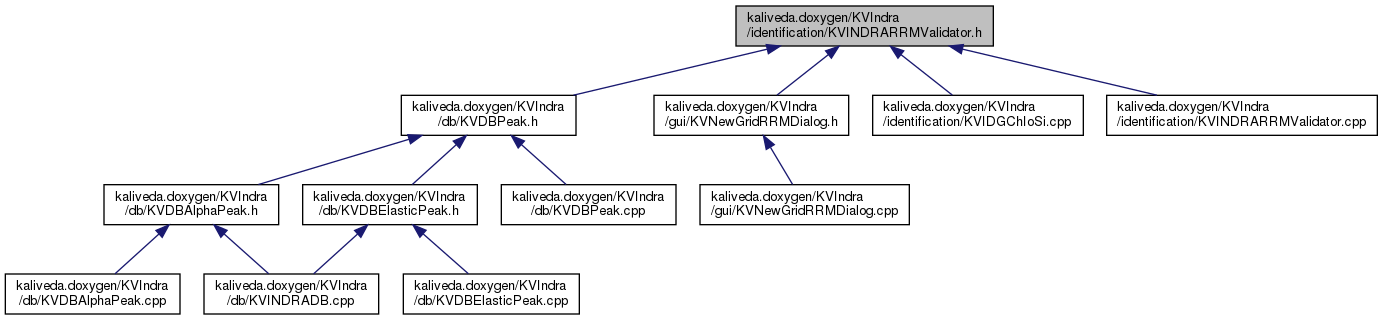 kaliveda.doxygen/KVIndra
/identification/KVINDRARRMValidator.h
kaliveda.doxygen/KVIndra
/db/KVDBPeak.h
kaliveda.doxygen/KVIndra
/gui/KVNewGridRRMDialog.h
kaliveda.doxygen/KVIndra
/identification/KVIDGChIoSi.cpp
kaliveda.doxygen/KVIndra
/identification/KVINDRARRMValidator.cpp
kaliveda.doxygen/KVIndra
/db/KVDBAlphaPeak.h
kaliveda.doxygen/KVIndra
/db/KVDBElasticPeak.h
kaliveda.doxygen/KVIndra
/db/KVDBPeak.cpp
kaliveda.doxygen/KVIndra
/gui/KVNewGridRRMDialog.cpp
kaliveda.doxygen/KVIndra
/db/KVDBAlphaPeak.cpp
kaliveda.doxygen/KVIndra
/db/KVINDRADB.cpp
kaliveda.doxygen/KVIndra
/db/KVDBElasticPeak.cpp